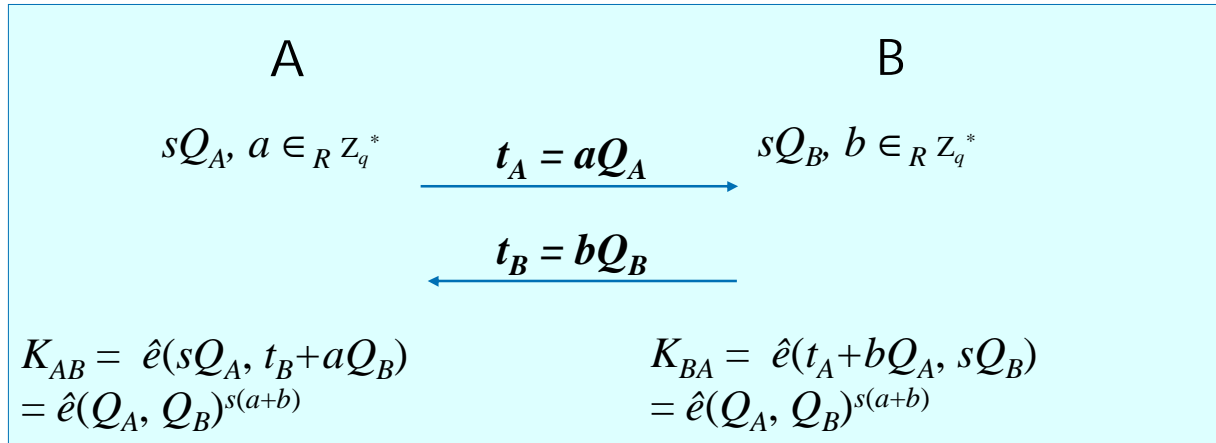 A B
sQ_A, a ∈_R Z_q^* t_A = aQ_A sQ_B, b ∈_R Z_q^*
t_B = bQ_B
K_AB = ê(sQ_A, t_B+aQ_B) K_BA = ê(t_A+bQ_A, sQ_B)
= ê(Q_A, Q_B)^s(a+b) = ê(Q_A, Q_B)^s(a+b)